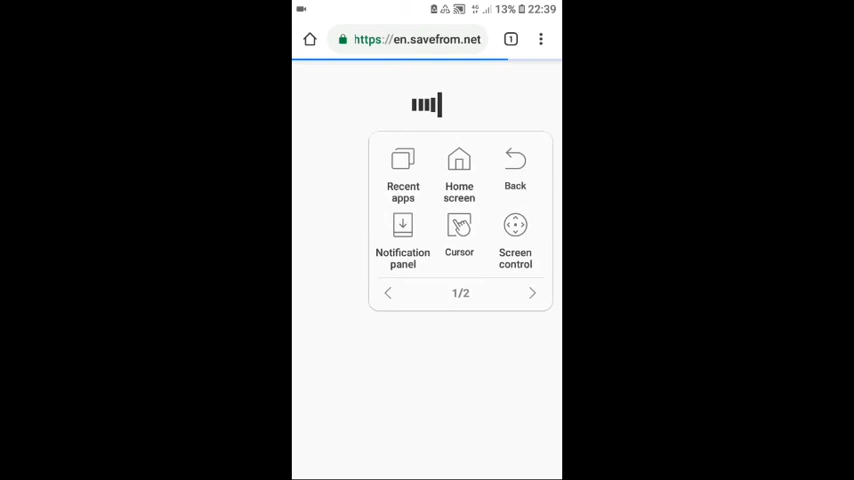 13% 22:39
https://en.savefrom.net 1
Recent apps
Home screen
Back
Notification panel
Cursor
Screen control
1/2